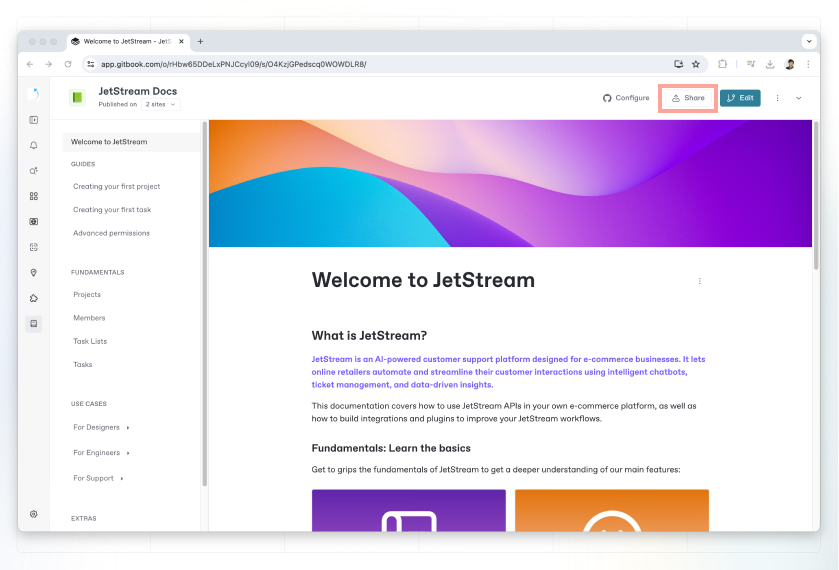 Welcome to JetStream - JetS
app.gitbook.com/o/rHbw65DDeLxPNJCcyl09/s/O4KzjGPedscq0WOWDLR8/
JetStream Docs
Published on 2 sites
Configure
Share
Edit
Welcome to JetStream
GUIDES
Creating your first project
Creating your first task
Advanced permissions
FUNDAMENTALS
Projects
Members
Task Lists
Tasks
USE CASES
For Designers
For Engineers
For Support
EXTRAS
Welcome to JetStream
What is JetStream?
JetStream is an AI-powered customer support platform designed for e-commerce businesses. It lets
online retailers automate and streamline their customer interactions using intelligent chatbots,
ticket management, and data-driven insights.
This documentation covers how to use JetStream APIs in your own e-commerce platform, as well as
how to build integrations and plugins to improve your JetStream workflows.
Fundamentals: Learn the basics
Get to grips the fundamentals of JetStream to get a deeper understanding of our main features: